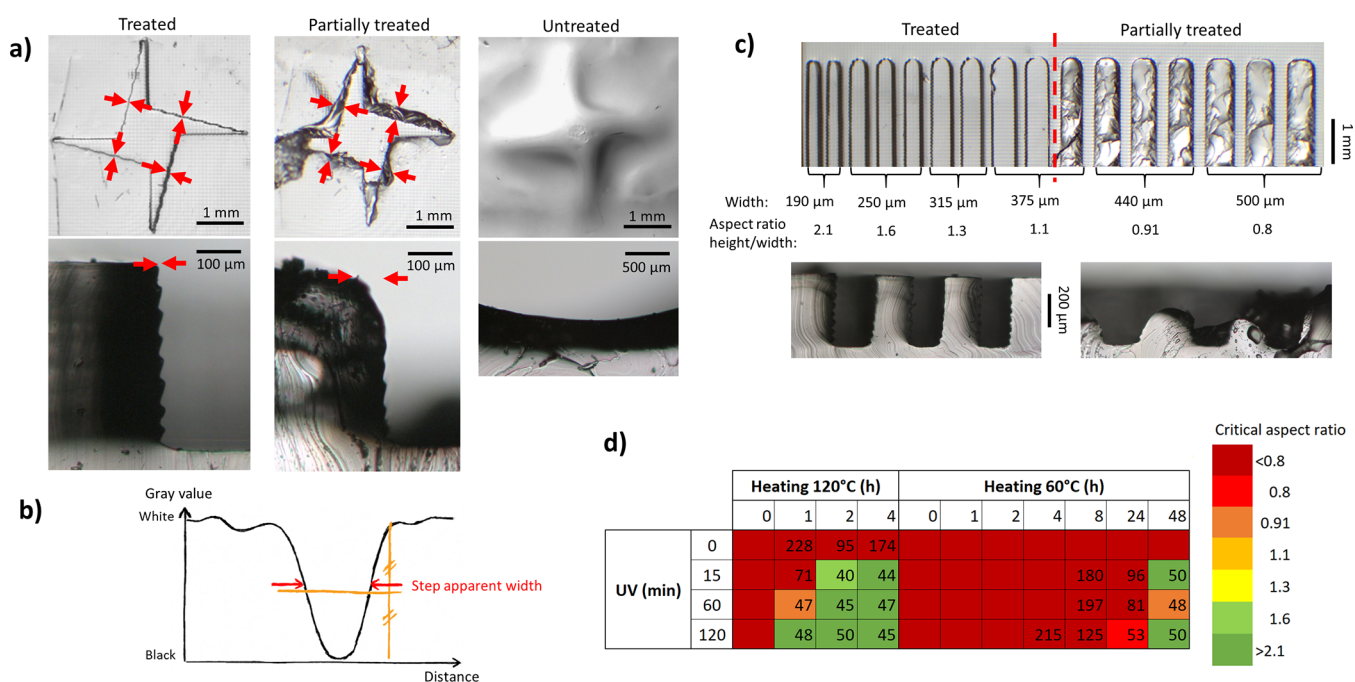 a)
Treated
Partially treated
Untreated
1 mm
1 mm
1 mm
100 µm
100 µm
500 µm
b)
Gray value
White
Step apparent width
Black
Distance
c)
Treated
Partially treated
1 mm
Width:
190 µm
250 µm
315 µm
375 µm
440 µm
500 µm
Aspect ratio
height/width:
2.1
1.6
1.3
1.1
0.91
0.8
200 µm
d)
Heating 120°C (h) Heating 60°C (h)
0 1 2 4 0 1 2 4 8 24 48
UV (min)
0 228 95 174
15 71 40 44 180 96 50
60 47 45 47 197 81 48
120 48 50 45 215 125 53 50
Critical aspect ratio
<0.8
0.8
0.91
1.1
1.3
1.6
>2.1